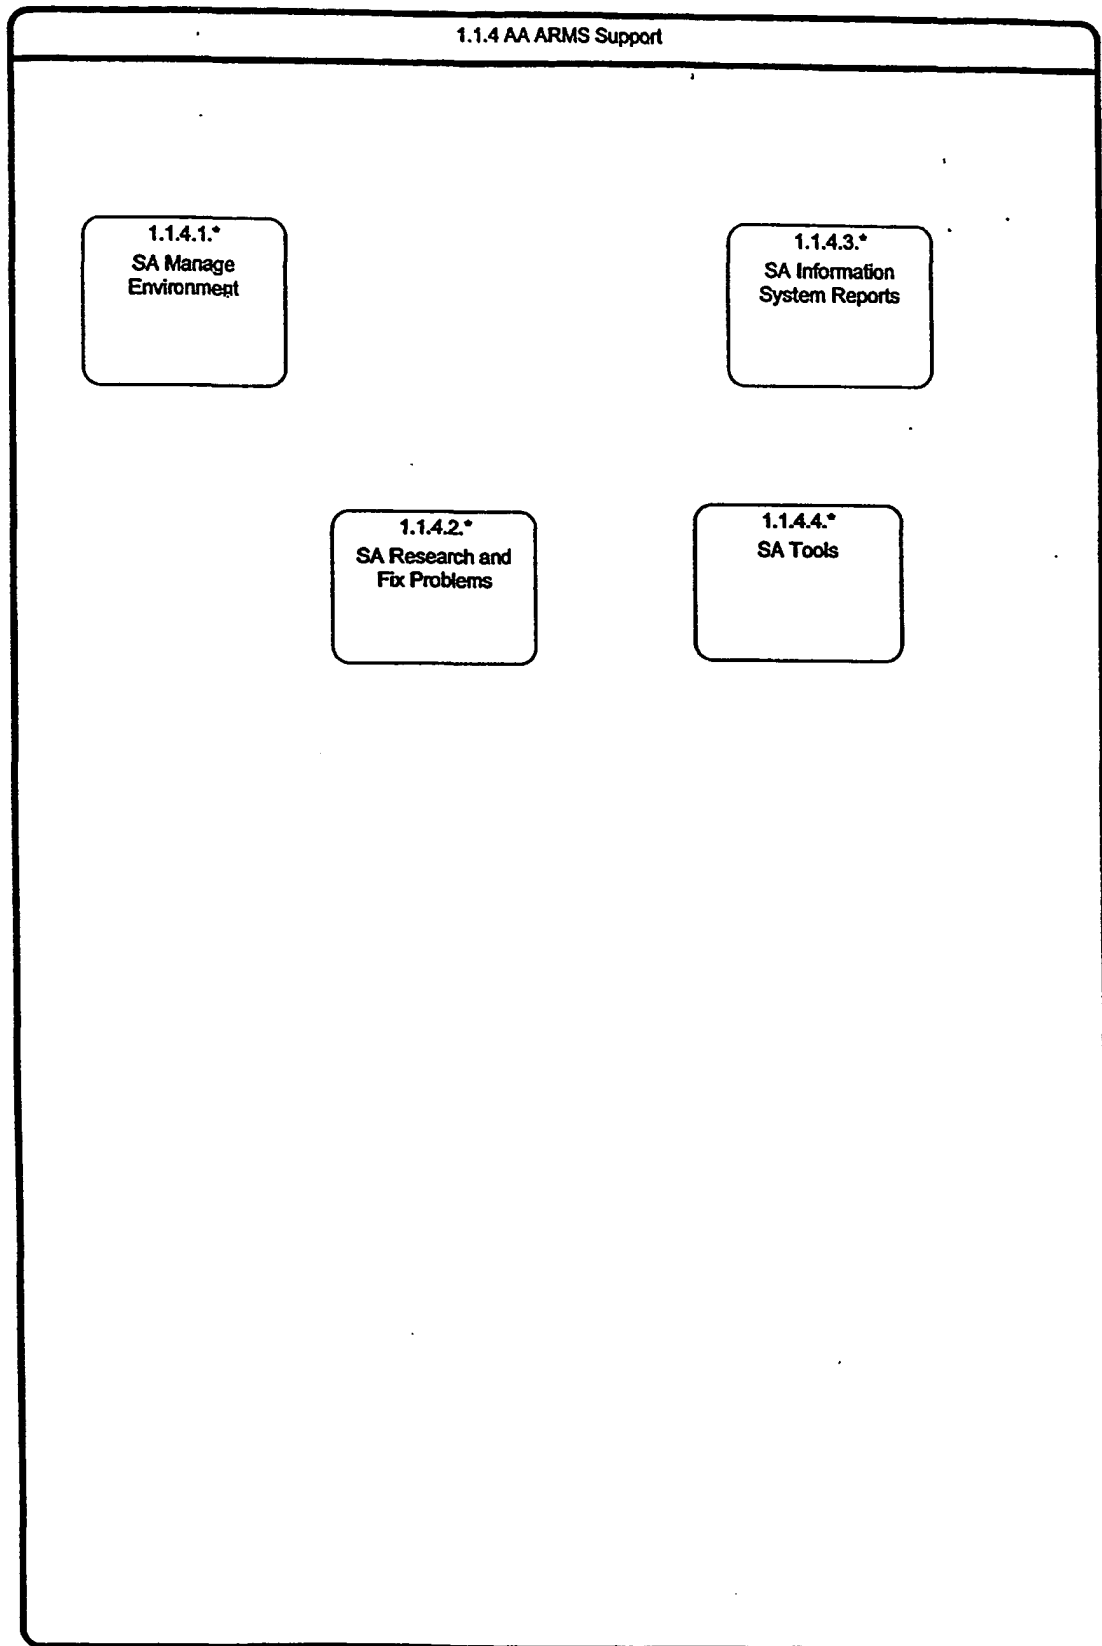 1.1.4 AA ARMS Support
1.1.4.1.*
SA Manage
Environment
1.1.4.3.*
SA Information
System Reports
1.1.4.2.*
SA Research and
Fix Problems
1.1.4.4.*
SA Tools